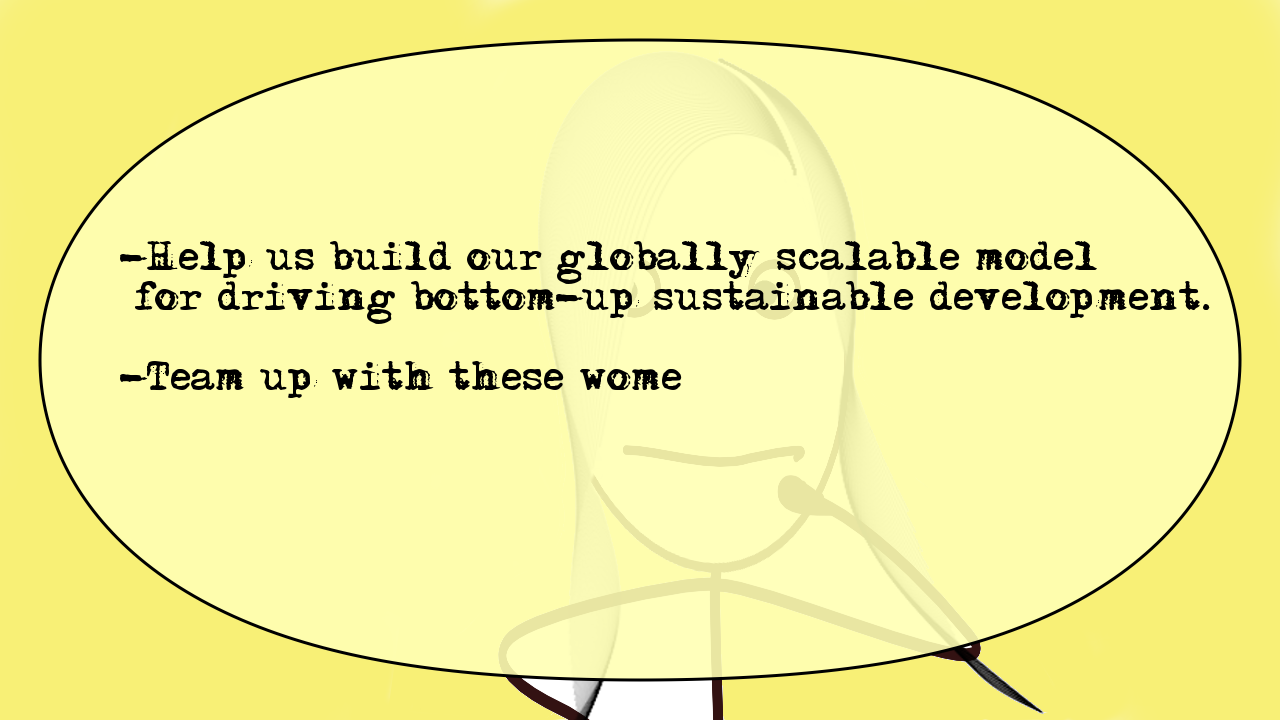 -Help us build our globally scalable model
for driving bottom-up sustainable development.
-Team up with these wome